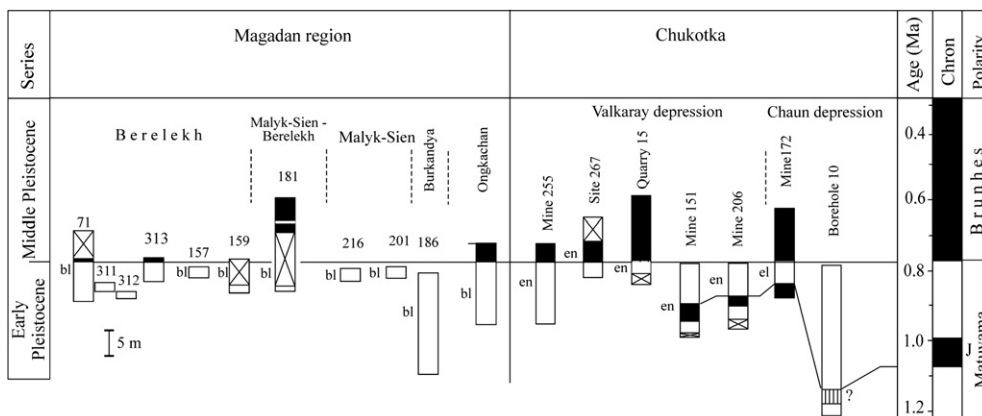 Series
Magadan region
Chukotka
Age (Ma)
Chron
Polarity
Middle Pleistocene
Early
Pleistocene
Berelekh
Malyk-Sien -
Berelekh
Malyk-Sien
Burkandya
Ongkachan
Valkaray depression
Chaun depression
Mine 255
Site 267
Quarry 15
Mine 151
Mine 206
Mine172
Borehole 10
71
311
312
313
157
159
181
216
201
186
bl
bl
bl
bl
bl
bl
bl
bl
en
en
en
en
en
el
?
5 m
0.4
0.6
0.8
1.0
1.2
J
Brunhes
Matuyama